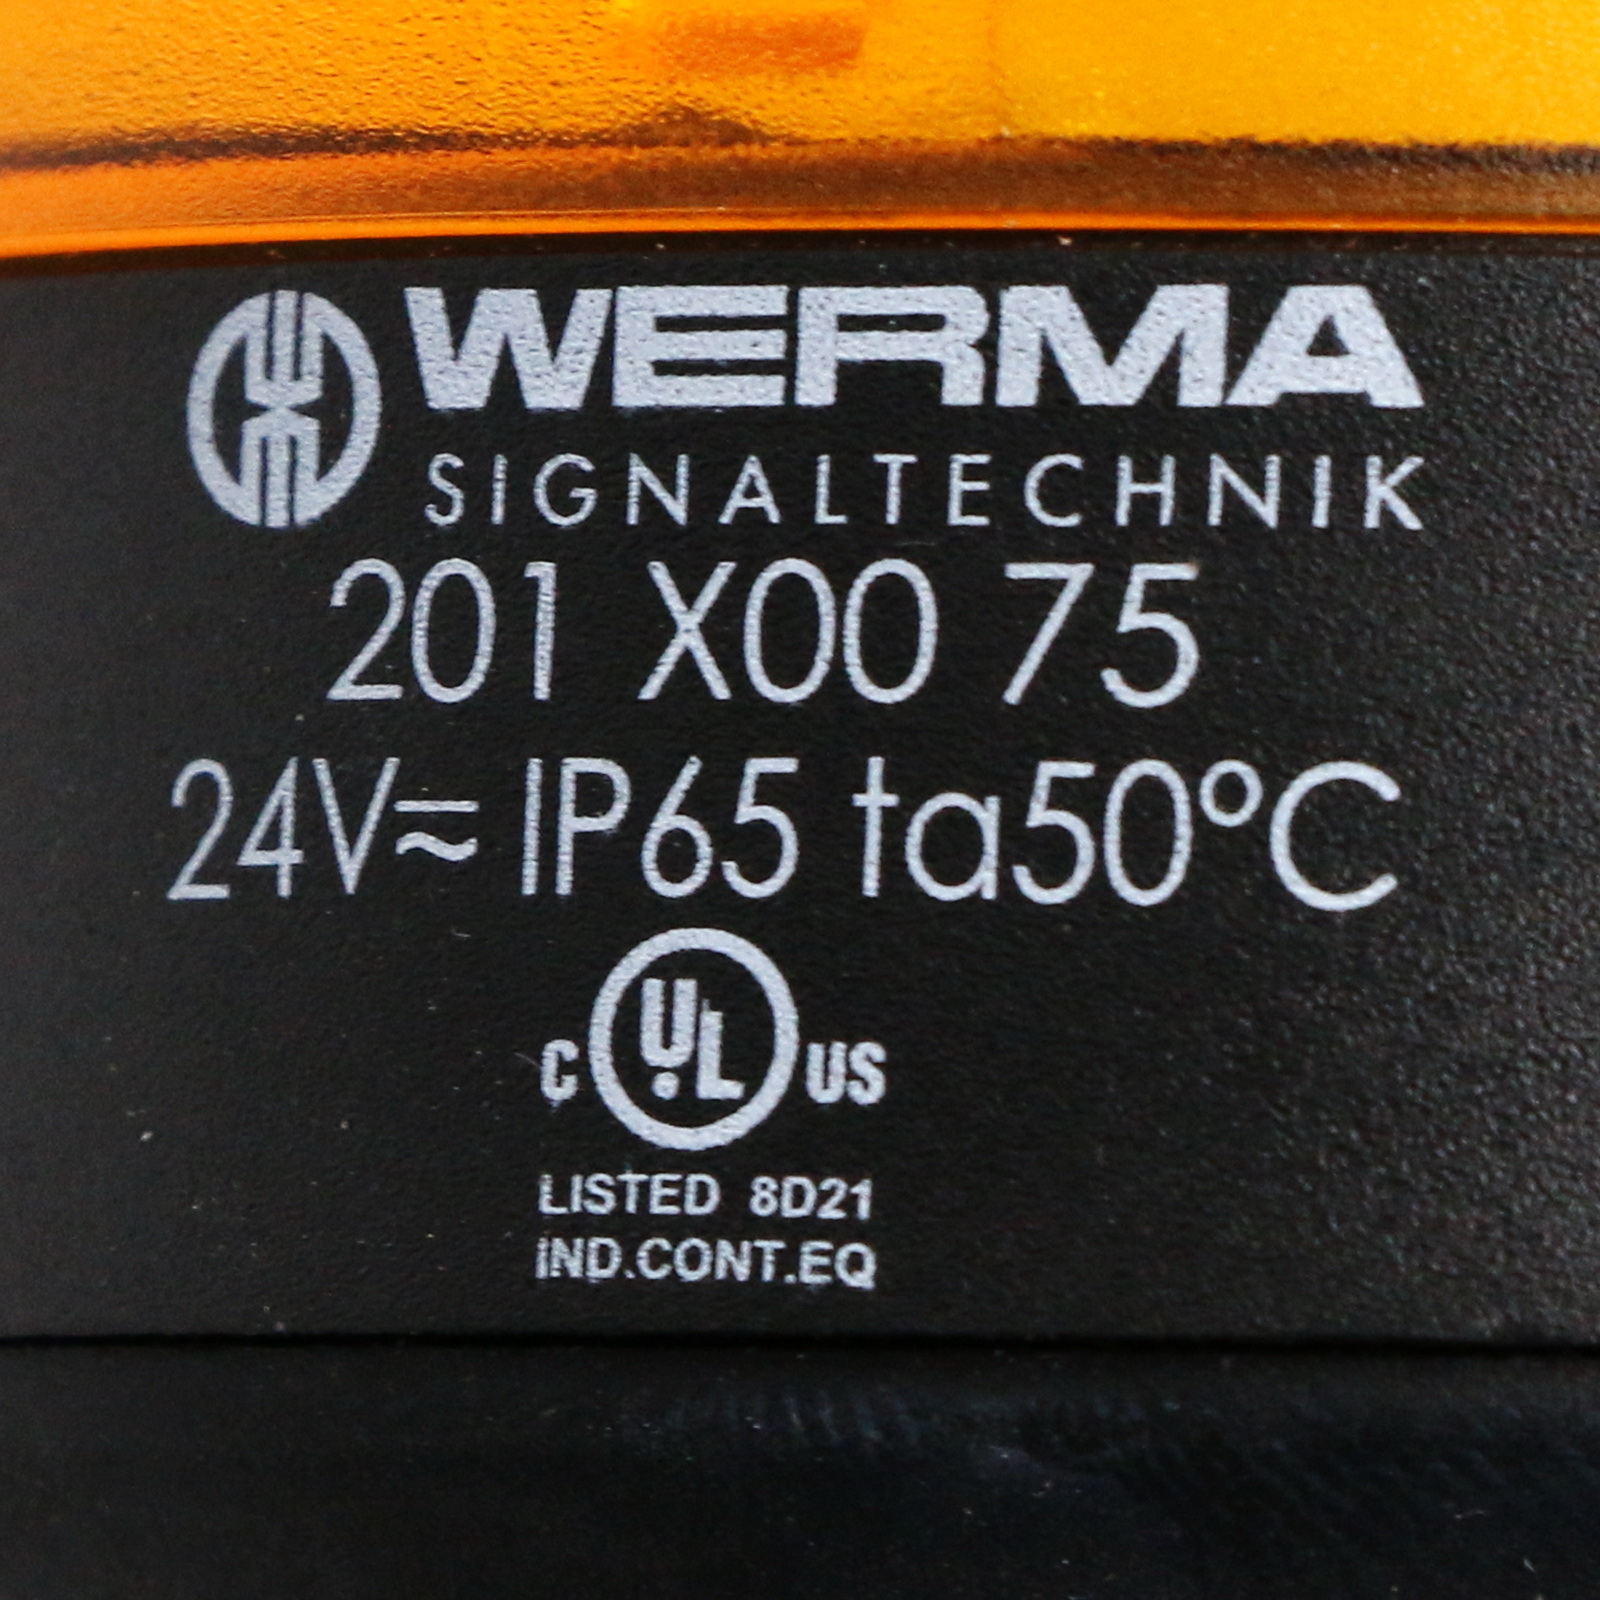 WERMA
SIGNALTECHNIK
201 X00 75
24V⎓~ IP65 ta50°C
C UL US
LISTED 8D21
IND.CONT.EQ